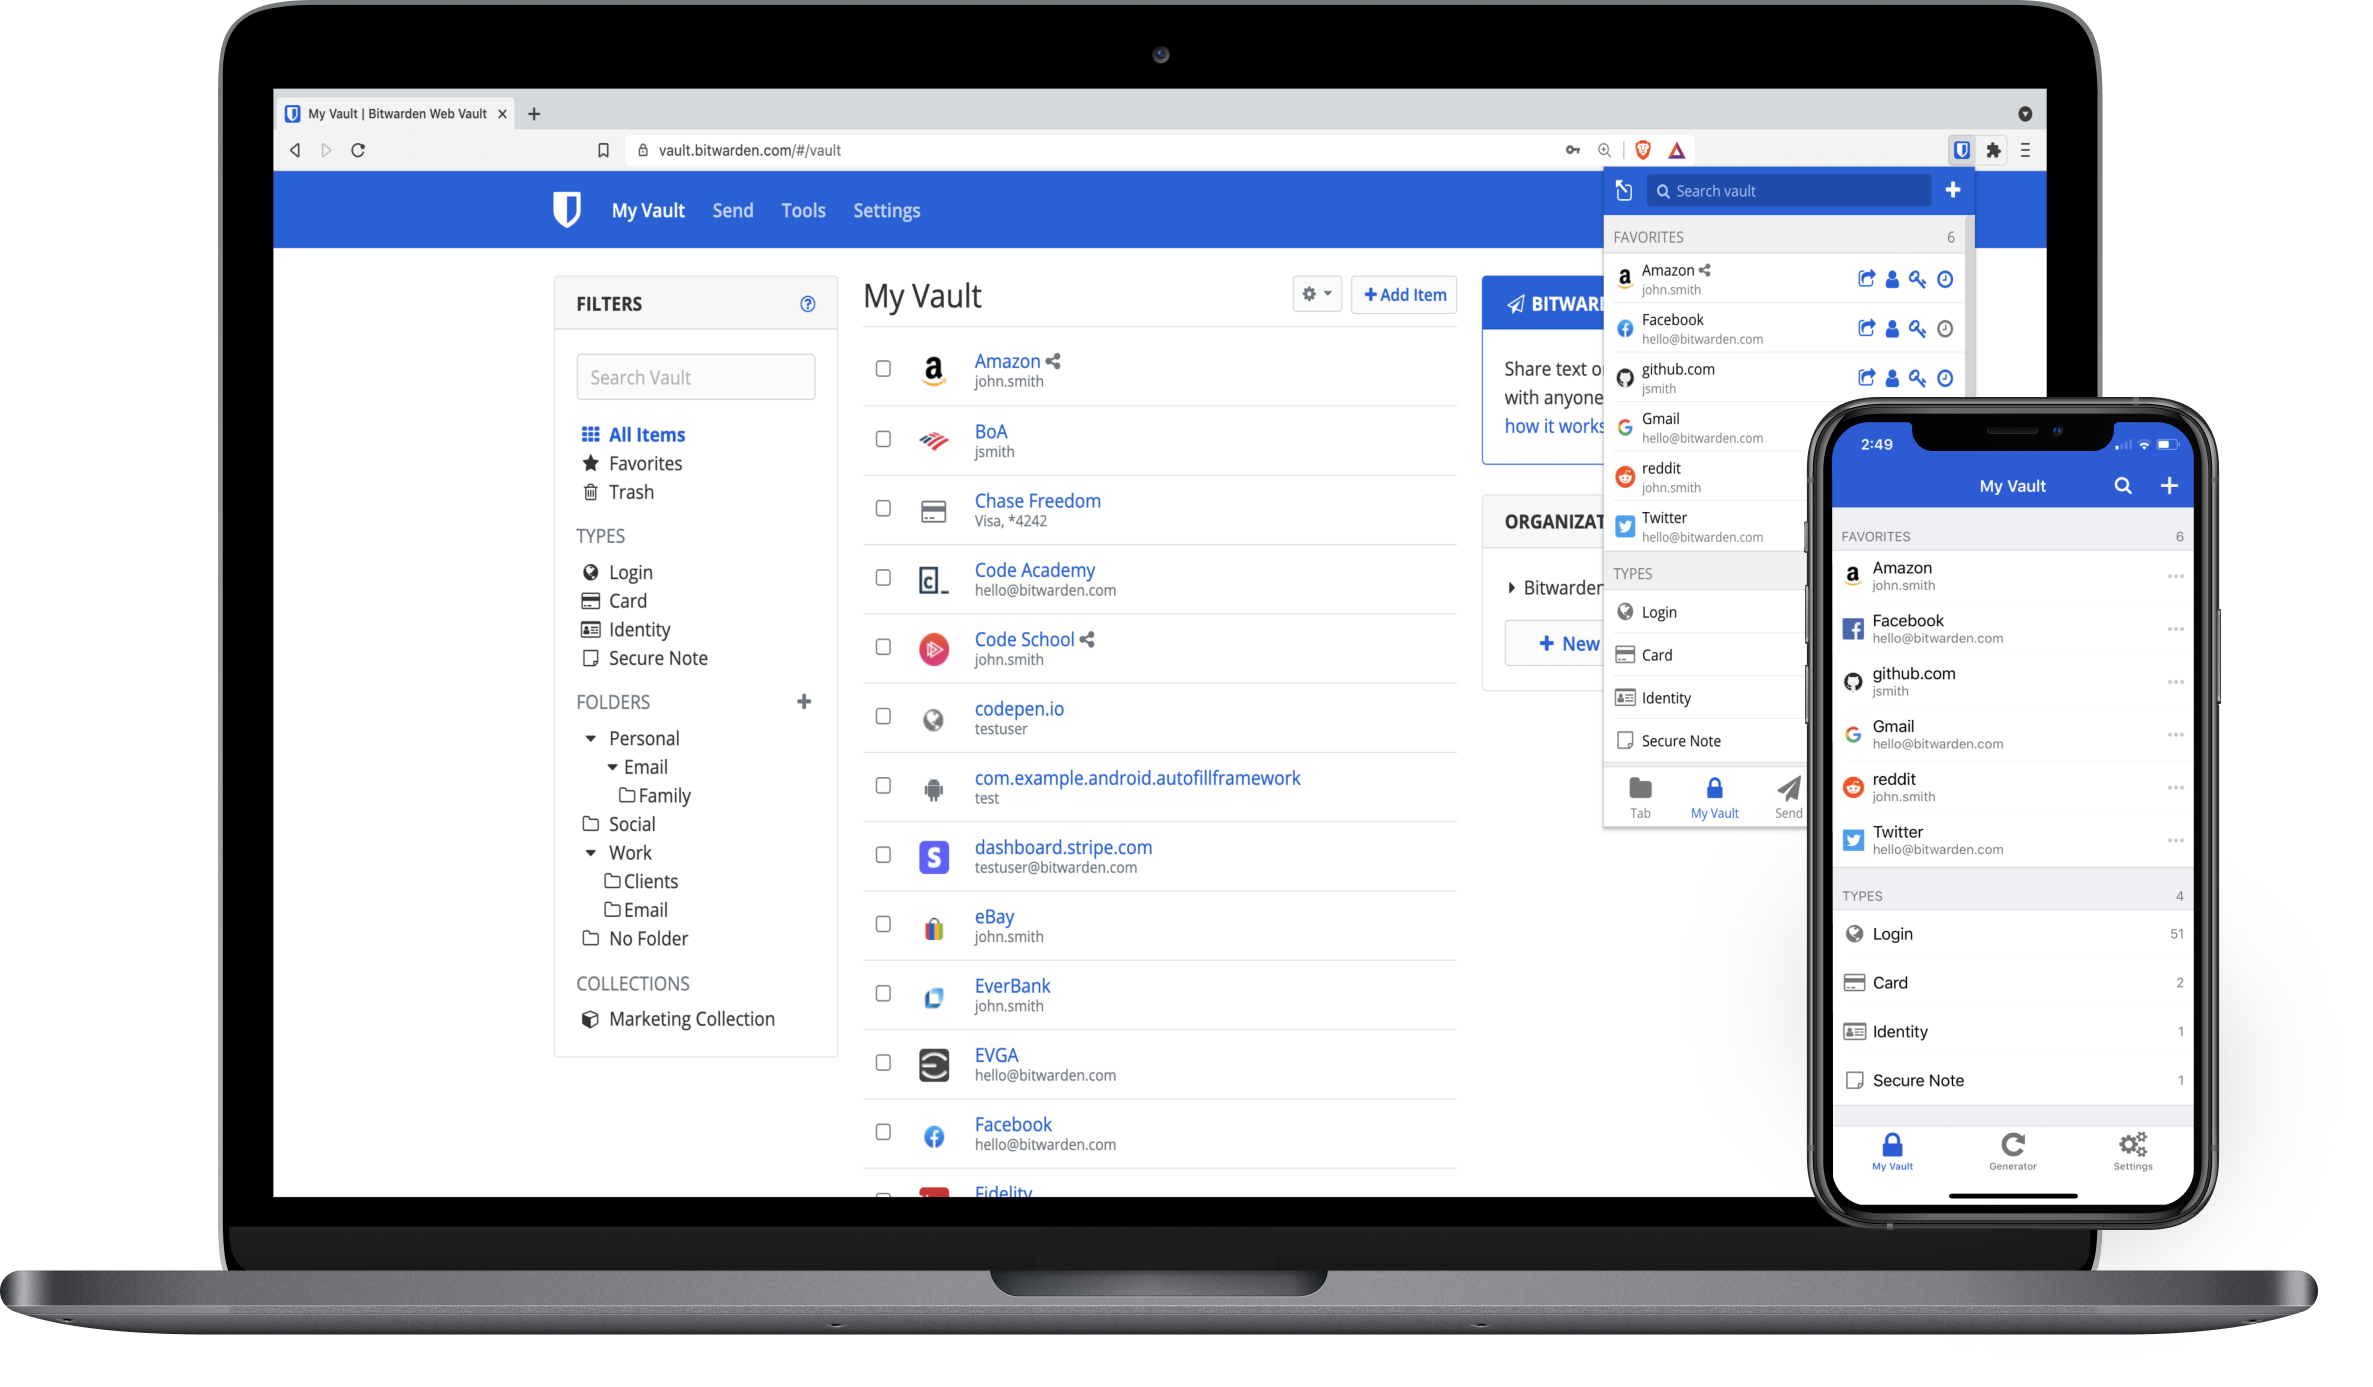 My Vault | Bitwarden Web Vault
vault.bitwarden.com/#/vault
My Vault Send Tools Settings
FILTERS
Search Vault
All Items
Favorites
Trash
TYPES
Login
Card
Identity
Secure Note
FOLDERS
Personal
Email
Family
Social
Work
Clients
Email
No Folder
COLLECTIONS
Marketing Collection
My Vault
Add Item
Amazon
john.smith
BoA
jsmith
Chase Freedom
Visa, *4242
Code Academy
hello@bitwarden.com
Code School
john.smith
codepen.io
testuser
com.example.android.autofillframework
test
dashboard.stripe.com
testuser@bitwarden.com
eBay
john.smith
EverBank
john.smith
EVGA
hello@bitwarden.com
Facebook
hello@bitwarden.com
Fidelity
BITWAR
Share text o
with anyone
how it works
ORGANIZAT
Bitwarden
New
Search vault
FAVORITES 6
Amazon
john.smith
Facebook
hello@bitwarden.com
github.com
jsmith
Gmail
hello@bitwarden.com
reddit
john.smith
Twitter
hello@bitwarden.com
TYPES
Login
Card
Identity
Secure Note
Tab My Vault Send
2:49
My Vault
FAVORITES 6
Amazon
john.smith
Facebook
hello@bitwarden.com
github.com
jsmith
Gmail
hello@bitwarden.com
reddit
john.smith
Twitter
hello@bitwarden.com
TYPES 4
Login 51
Card 2
Identity 1
Secure Note 1
My Vault Generator Settings